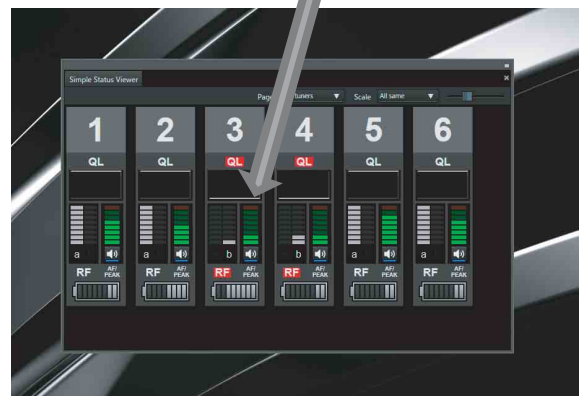 Simple Status Viewer
tuners Scale All same
1 2 3 4 5 6
QL QL QL QL QL QL
a a b b a a
RF AF/PEAK RF AF/PEAK RF AF/PEAK RF AF/PEAK RF AF/PEAK RF AF/PEAK